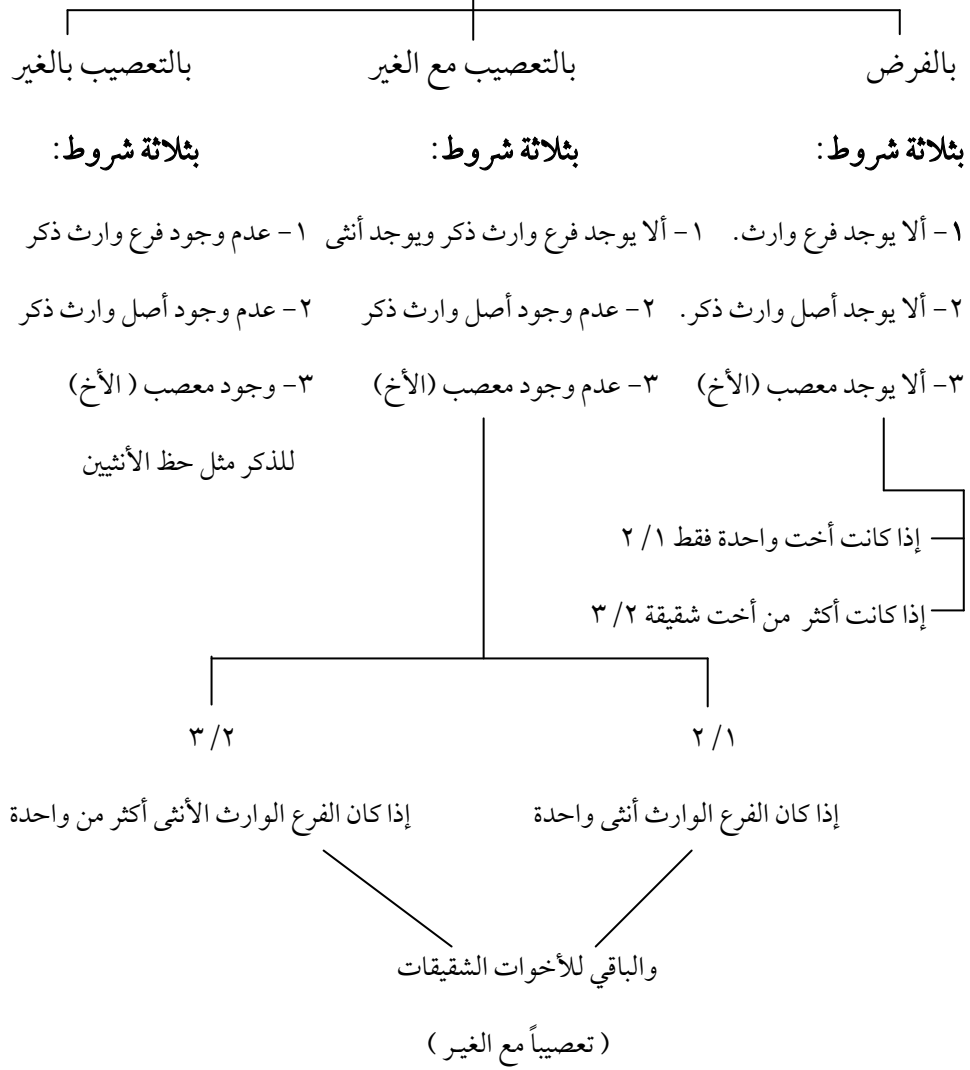 بالفرض بالتعصيب مع الغير بالتعصيب بالغير
بثلاثة شروط: بثلاثة شروط: بثلاثة شروط:
١- ألا يوجد فرع وارث. ١- ألا يوجد فرع وارث ذكر ويوجد أنثى ١- عدم وجود فرع وارث ذكر
٢- ألا يوجد أصل وارث ذكر. ٢- عدم وجود أصل وارث ذكر ٢- عدم وجود أصل وارث ذكر
٣- ألا يوجد معصب (الأخ) ٣- عدم وجود معصب (الأخ) ٣- وجود معصب ( الأخ)
للذكر مثل حظ الأنثيين
إذا كانت أخت واحدة فقط ١/ ٢
إذا كانت أكثر من أخت شقيقة ٢/ ٣
١/ ٢ ٢/ ٣
إذا كان الفرع الوارث أنثى واحدة إذا كان الفرع الوارث الأنثى أكثر من واحدة
والباقي للأخوات الشقيقات
( تعصيباً مع الغير )